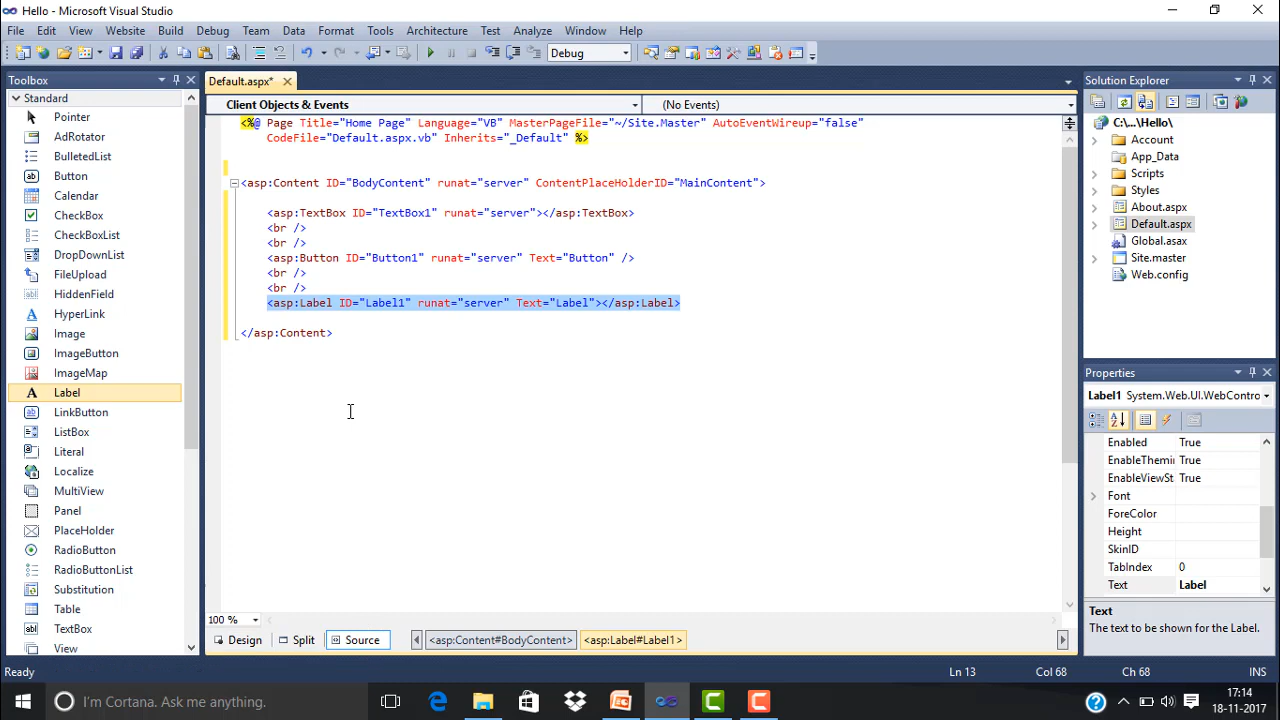 Hello - Microsoft Visual Studio
File Edit View Website Build Debug Team Data Format Tools Architecture Test Analyze Window Help
Debug
Toolbox
Standard
Pointer
AdRotator
BulletedList
Button
Calendar
CheckBox
CheckBoxList
DropDownList
FileUpload
HiddenField
HyperLink
Image
ImageButton
ImageMap
Label
LinkButton
ListBox
Literal
Localize
MultiView
Panel
PlaceHolder
RadioButton
RadioButtonList
Substitution
Table
TextBox
View
Default.aspx*
Client Objects & Events (No Events)
<%@ Page Title="Home Page" Language="VB" MasterPageFile="~/Site.Master" AutoEventWireup="false"
CodeFile="Default.aspx.vb" Inherits="_Default" %>
<asp:Content ID="BodyContent" runat="server" ContentPlaceHolderID="MainContent">
<asp:TextBox ID="TextBox1" runat="server"></asp:TextBox>
<br />
<br />
<asp:Button ID="Button1" runat="server" Text="Button" />
<br />
<br />
<asp:Label ID="Label1" runat="server" Text="Label"></asp:Label>
</asp:Content>
100 %
Design Split Source <asp:Content#BodyContent> <asp:Label#Label1>
Solution Explorer
C:\...\Hello\
Account
App_Data
Scripts
Styles
About.aspx
Default.aspx
Global.asax
Site.master
Web.config
Properties
Label1 System.Web.UI.WebContro
Enabled True
EnableThemin True
EnableViewSt True
Font
ForeColor
Height
SkinID
TabIndex 0
Text Label
Text
The text to be shown for the Label.
Ready Ln 13 Col 68 Ch 68 INS
I'm Cortana. Ask me anything.
17:14
18-11-2017